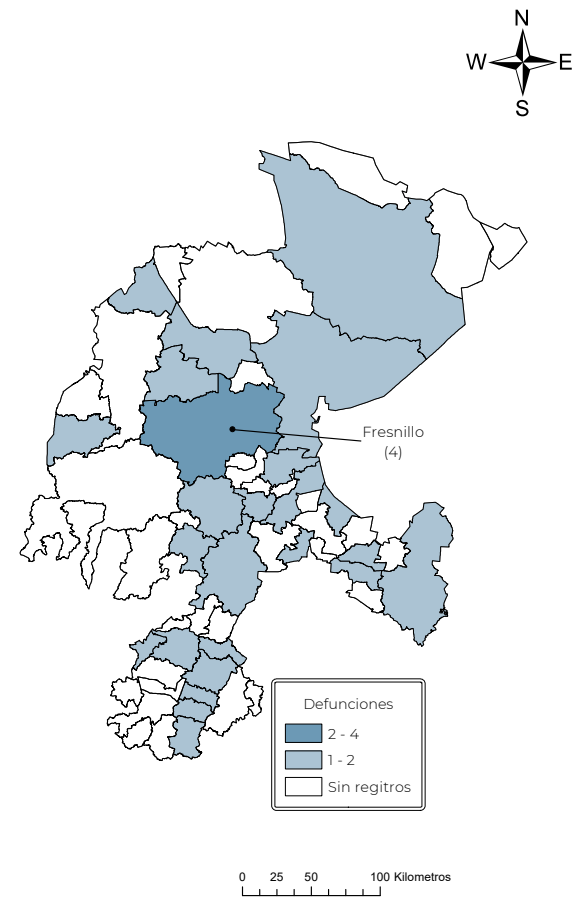 N
W E
S
Fresnillo
(4)
Defunciones
2 - 4
1 - 2
Sin regitros
0 25 50 100 Kilometros